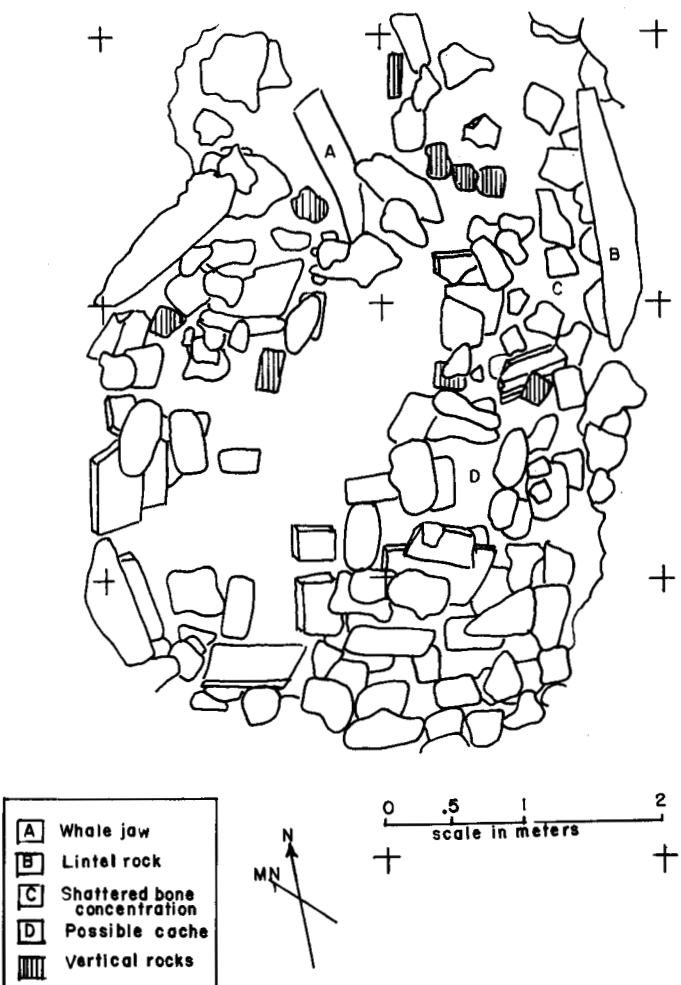 A
B
C
D
0 .5 1 2
scale in meters
A Whale jaw
B Lintel rock
C Shattered bone
concentration
D Possible cache
Vertical rocks
N
MN